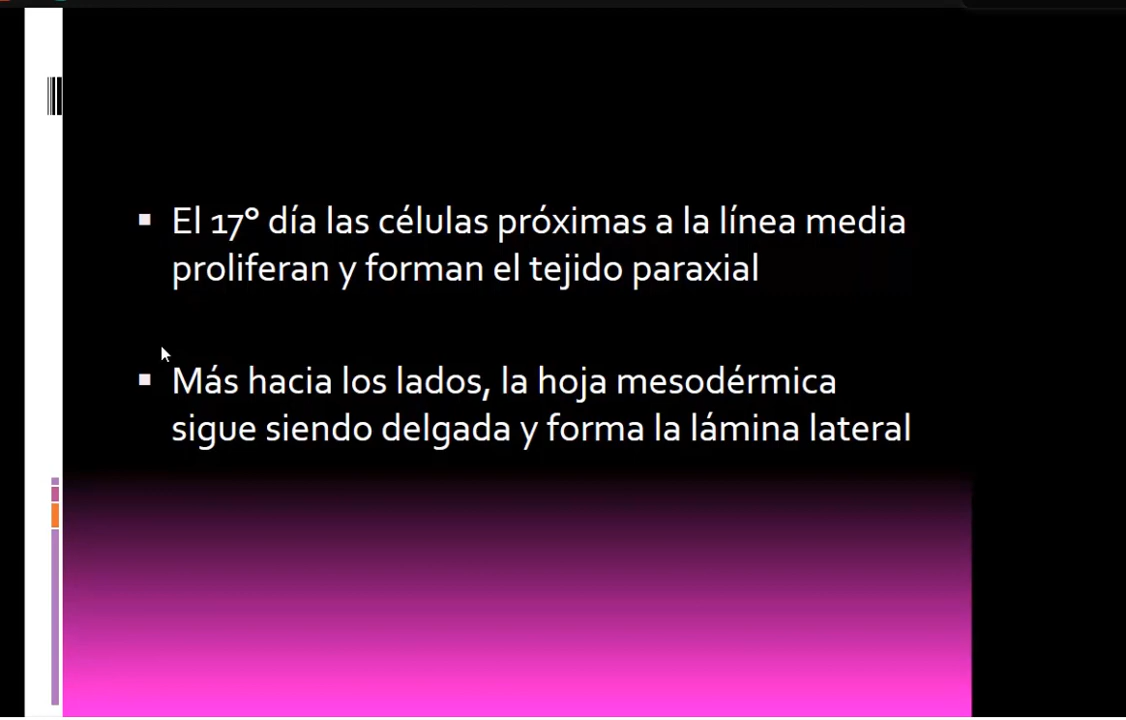 El 17° día las células próximas a la línea media
proliferan y forman el tejido paraxial
Más hacia los lados, la hoja mesodérmica
sigue siendo delgada y forma la lámina lateral